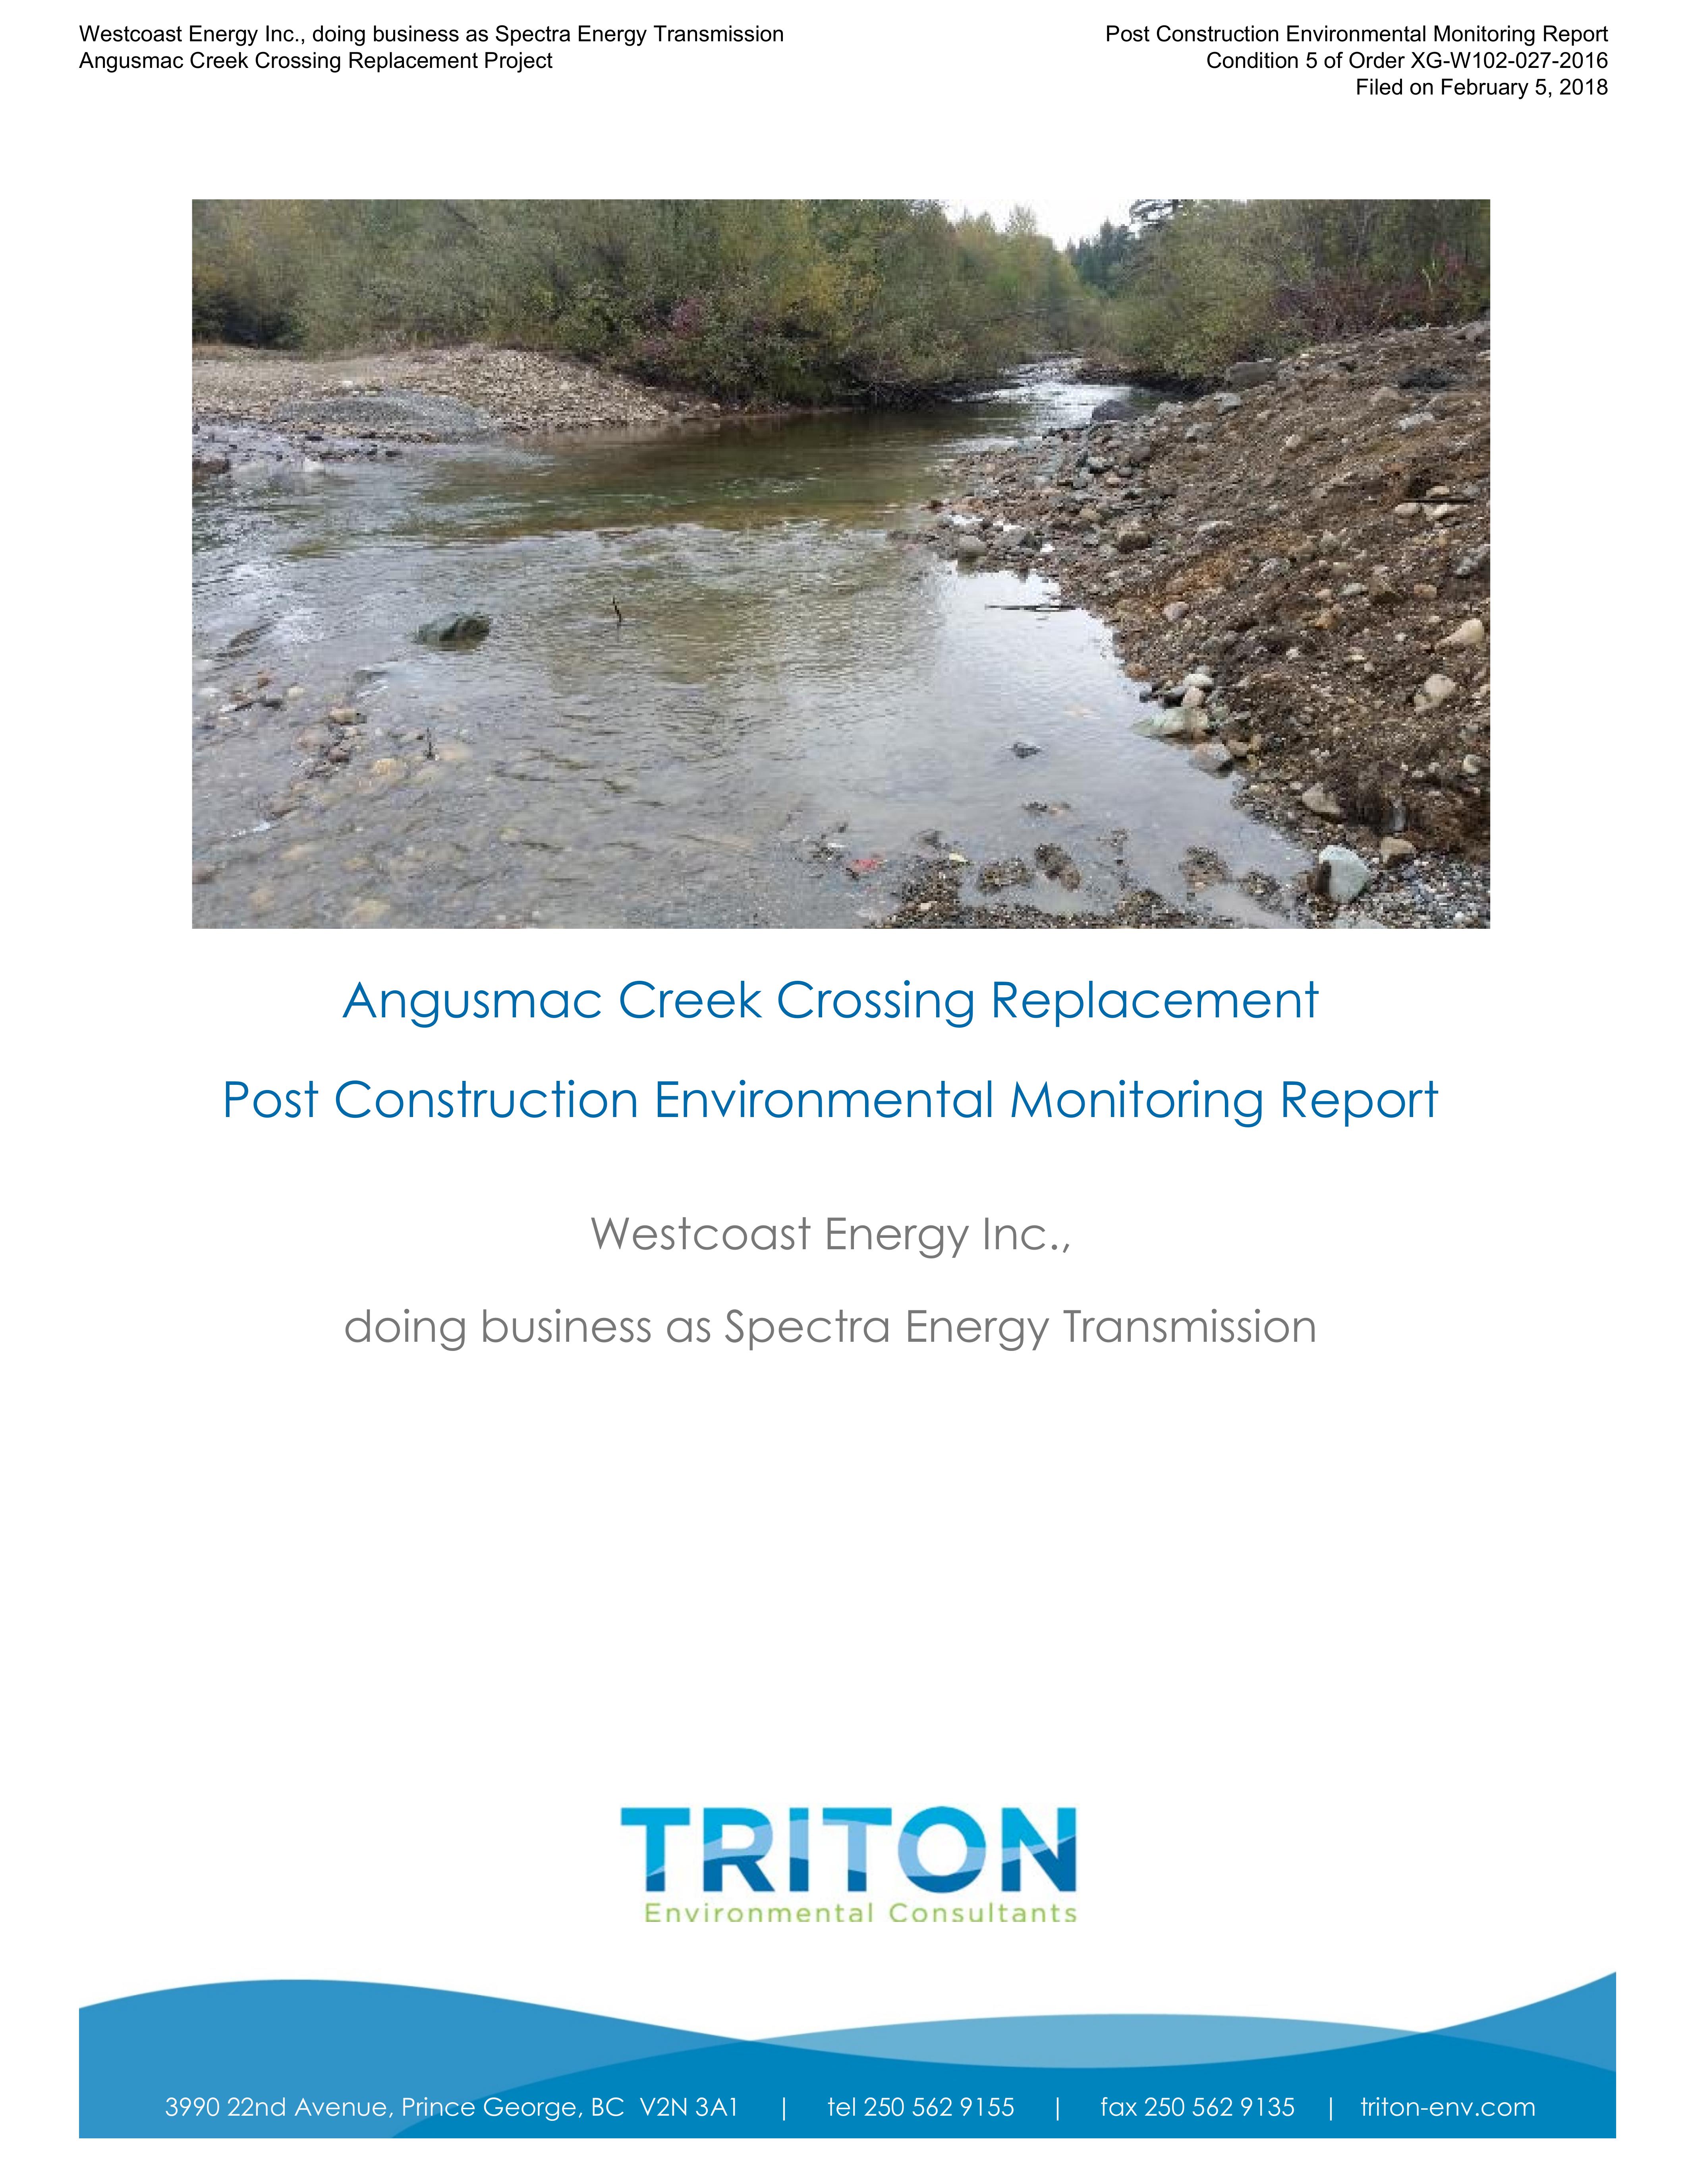 Westcoast Energy Inc., doing business as Spectra Energy Transmission
Angusmac Creek Crossing Replacement Project
Post Construction Environmental Monitoring Report
Condition 5 of Order XG-W102-027-2016
Filed on February 5, 2018
Angusmac Creek Crossing Replacement
Post Construction Environmental Monitoring Report
Westcoast Energy Inc.,
doing business as Spectra Energy Transmission
TRITON
Environmental Consultants
3990 22nd Avenue, Prince George, BC V2N 3A1 | tel 250 562 9155 | fax 250 562 9135 | triton-env.com